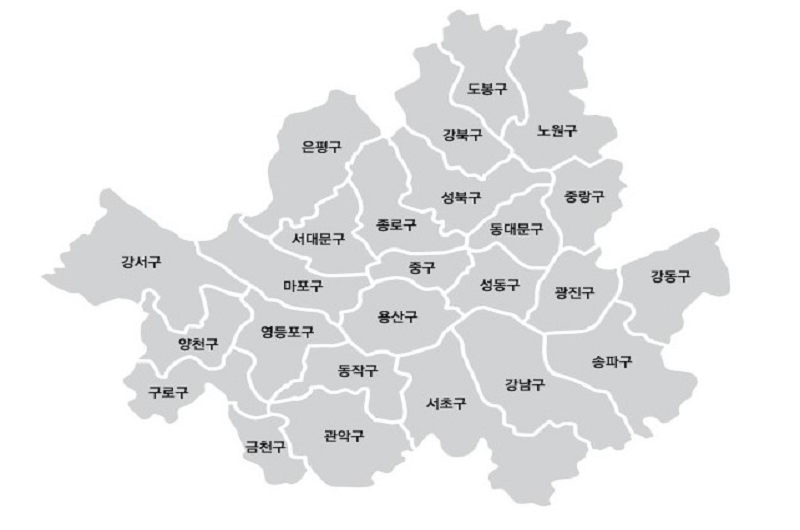 도봉구
강북구
노원구
은평구
성북구
중랑구
종로구
동대문구
서대문구
강서구
중구
강동구
마포구
성동구
광진구
용산구
영등포구
양천구
송파구
동작구
강남구
구로구
서초구
관악구
금천구